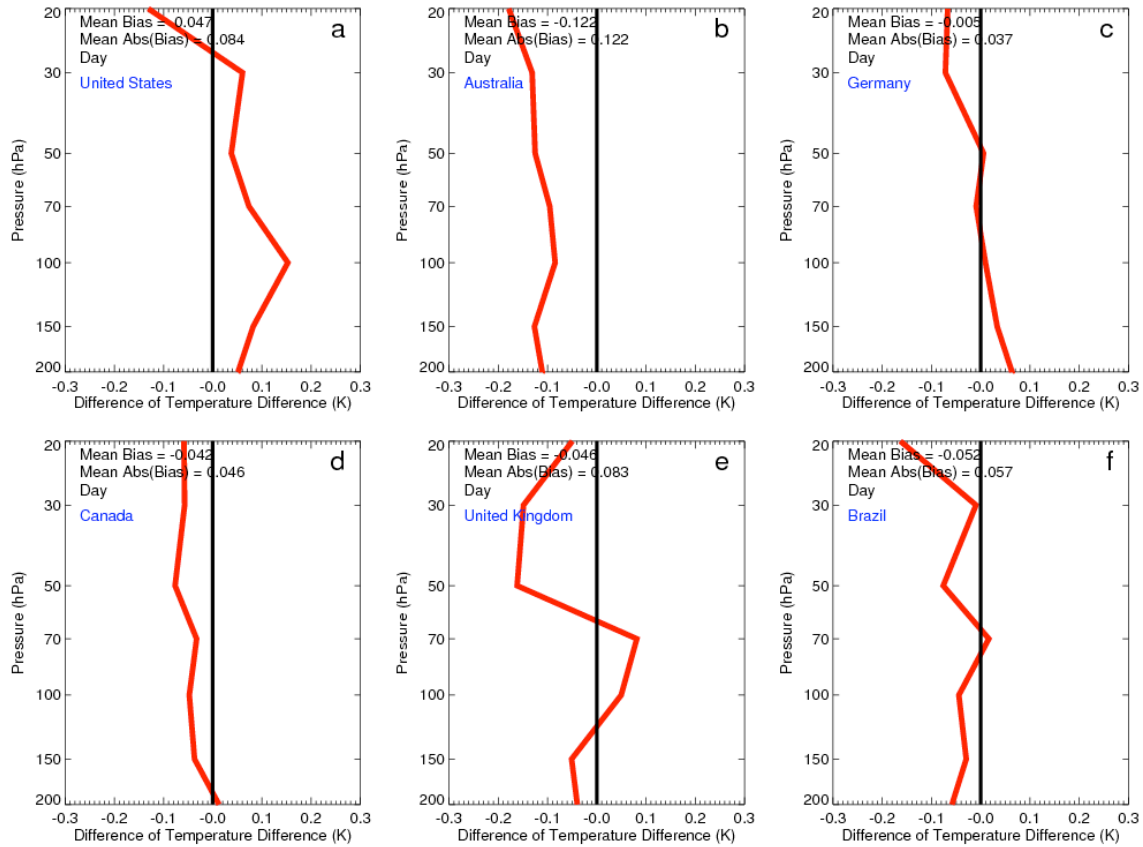 Mean Bias = 0.047
Mean Abs(Bias) = 0.084
Day
United States
a
20
30
50
70
100
150
200
Pressure (hPa)
-0.3 -0.2 -0.1 -0.0 0.1 0.2 0.3
Difference of Temperature Difference (K)
Mean Bias = -0.122
Mean Abs(Bias) = 0.122
Day
Australia
b
20
30
50
70
100
150
200
Pressure (hPa)
-0.3 -0.2 -0.1 -0.0 0.1 0.2 0.3
Difference of Temperature Difference (K)
Mean Bias = -0.005
Mean Abs(Bias) = 0.037
Day
Germany
c
20
30
50
70
100
150
200
Pressure (hPa)
-0.3 -0.2 -0.1 -0.0 0.1 0.2 0.3
Difference of Temperature Difference (K)
Mean Bias = -0.042
Mean Abs(Bias) = 0.046
Day
Canada
d
20
30
50
70
100
150
200
Pressure (hPa)
-0.3 -0.2 -0.1 -0.0 0.1 0.2 0.3
Difference of Temperature Difference (K)
Mean Bias = -0.046
Mean Abs(Bias) = 0.083
Day
United Kingdom
e
20
30
50
70
100
150
200
Pressure (hPa)
-0.3 -0.2 -0.1 -0.0 0.1 0.2 0.3
Difference of Temperature Difference (K)
Mean Bias = -0.052
Mean Abs(Bias) = 0.057
Day
Brazil
f
20
30
50
70
100
150
200
Pressure (hPa)
-0.3 -0.2 -0.1 -0.0 0.1 0.2 0.3
Difference of Temperature Difference (K)